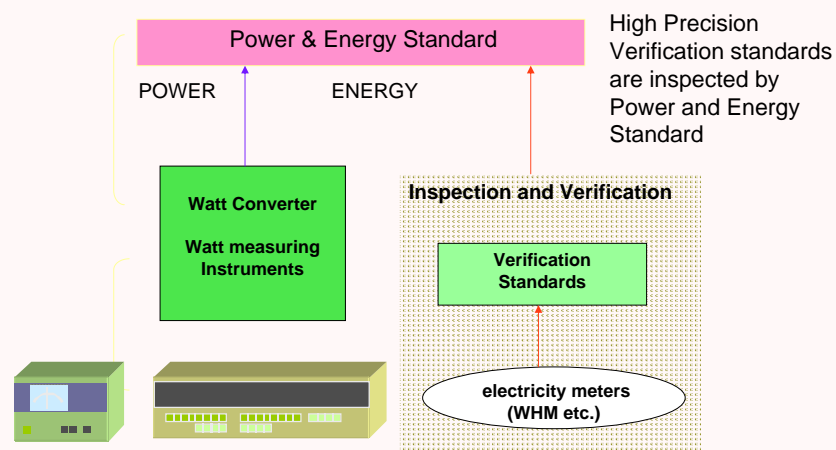 Power & Energy Standard
High Precision
Verification standards
are inspected by
Power and Energy
Standard
POWER
ENERGY
Watt Converter
Watt measuring
Instruments
Inspection and Verification
Verification
Standards
electricity meters
(WHM etc.)